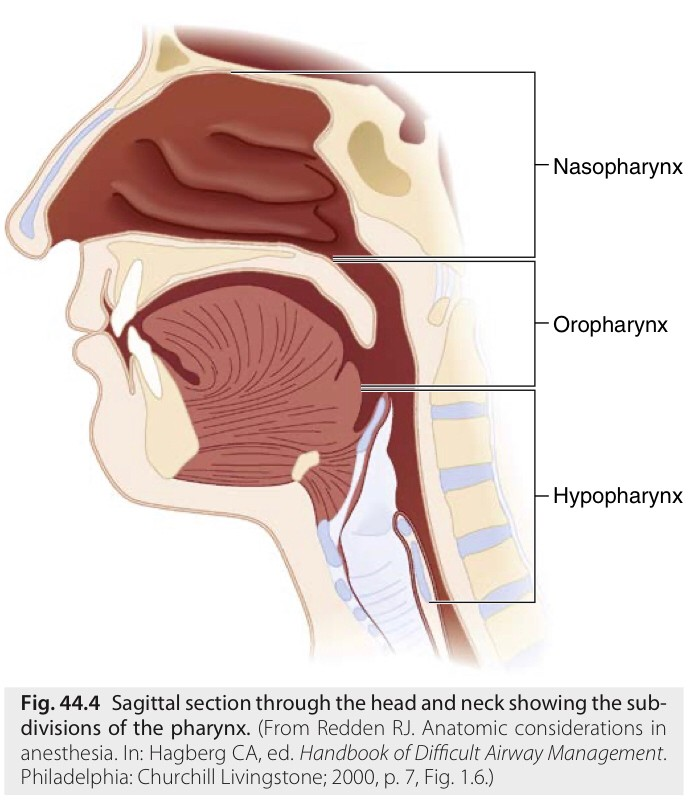 Nasopharynx
Oropharynx
Hypopharynx
Fig. 44.4 Sagittal section through the head and neck showing the sub-
divisions of the pharynx. (From Redden RJ. Anatomic considerations in
anesthesia. In: Hagberg CA, ed. Handbook of Difficult Airway Management.
Philadelphia: Churchill Livingstone; 2000, p. 7, Fig. 1.6.)